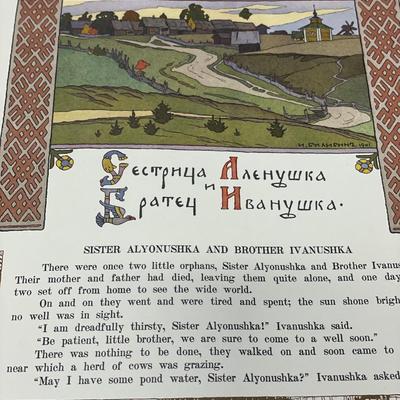 И. БИЛИБИНЪ. 1901
Сестрица Аленушка
и
Братец Иванушка.
SISTER ALYONUSHKA AND BROTHER IVANUSHKA
There were once two little orphans, Sister Alyonushka and Brother Ivanus
Their mother and father had died, leaving them quite alone, and one day
two set off from home to see the wide world.
On and on they went and were tired and spent; the sun shone brigh
no well was in sight.
“I am dreadfully thirsty, Sister Alyonushka!” Ivanushka said.
“Be patient, little brother, we are sure to come to a well soon.”
There was nothing to be done, they walked on and soon came to
near which a herd of cows was grazing.
“May I have some pond water, Sister Alyonushka?” Ivanushka asked